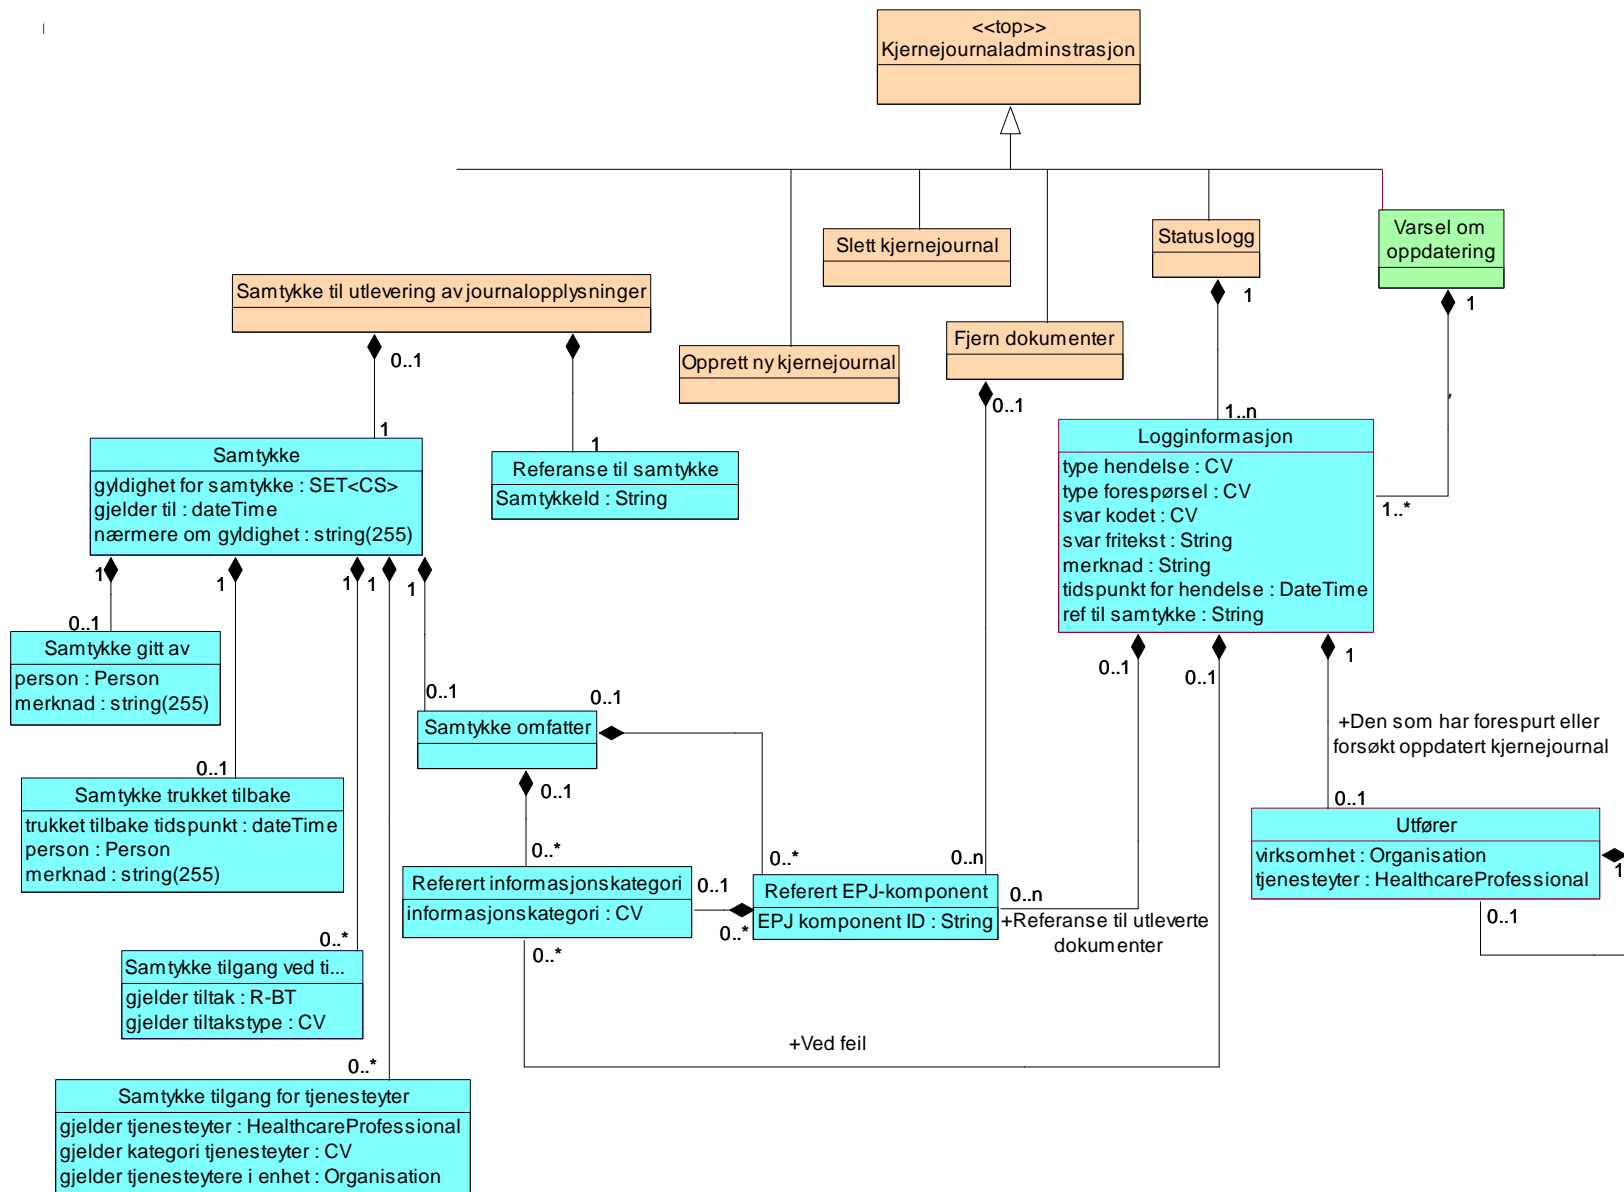 <<top>>
Kjernejournaladminstrasjon
Slett kjernejournal
Statuslogg
Varsel om
oppdatering
1
1
Samtykke til utlevering av journalopplysninger
0..1
Opprett ny kjernejournal
Fjern dokumenter
0..1
1
1
1..n
Samtykke
gyldighet for samtykke : SET<CS>
gjelder til : dateTime
nærmere om gyldighet : string(255)
Referanse til samtykke
SamtykkeId : String
Logginformasjon
type hendelse : CV
type forespørsel : CV
svar kodet : CV
svar fritekst : String
merknad : String
tidspunkt for hendelse : DateTime
ref til samtykke : String
1..*
1
1
1
1
1
0..1
Samtykke gitt av
person : Person
merknad : string(255)
0..1
0..1
1
0..1
0..1
Samtykke omfatter
0..1
+Den som har forespurt eller
forsøkt oppdatert kjernejournal
0..1
Samtykke trukket tilbake
trukket tilbake tidspunkt : dateTime
person : Person
merknad : string(255)
0..1
0..*
0..*
0..n
Utfører
virksomhet : Organisation
tjenesteyter : HealthcareProfessional
1
0..1
Referert informasjonskategori
informasjonskategori : CV
0..1
0..*
Referert EPJ-komponent
EPJ komponent ID : String
0..n
+Referanse til utleverte
dokumenter
0..*
0..*
Samtykke tilgang ved ti...
gjelder tiltak : R-BT
gjelder tiltakstype : CV
+Ved feil
0..*
Samtykke tilgang for tjenesteyter
gjelder tjenesteyter : HealthcareProfessional
gjelder kategori tjenesteyter : CV
gjelder tjenesteytere i enhet : Organisation